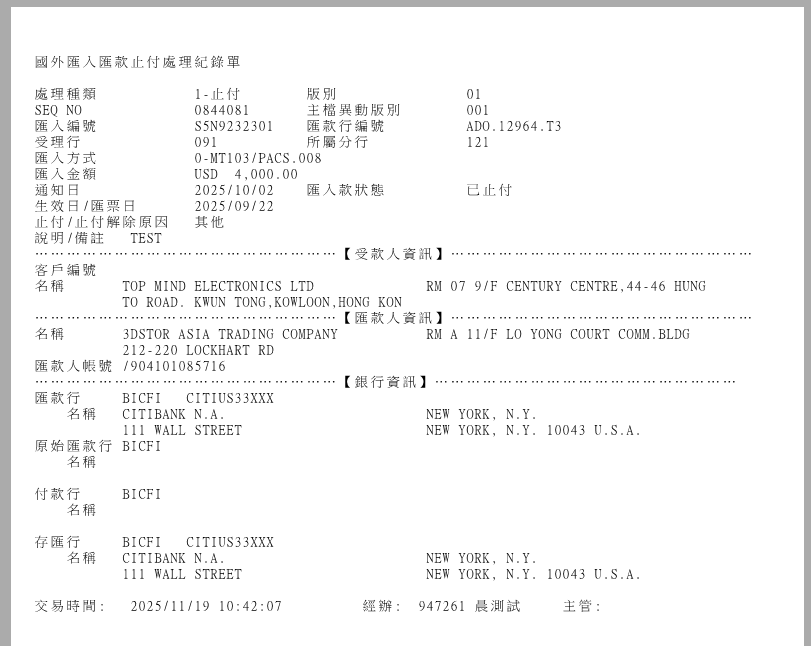 國外匯入匯款止付處理紀錄單
處理種類 1-止付 版別 01
SEQ NO 0844081 主檔異動版別 001
匯入編號 S5N9232301 匯款行編號 ADO.12964.T3
受理行 091 所屬分行 121
匯入方式 0-MT103/PACS.008
匯入金額 USD 4,000.00
通知日 2025/10/02 匯入款狀態 已止付
生效日/匯票日 2025/09/22
止付/止付解除原因 其他
說明/備註 TEST
……………………………………………………【受款人資訊】……………………………………………………
客戶編號
名稱 TOP MIND ELECTRONICS LTD RM 07 9/F CENTURY CENTRE,44-46 HUNG
TO ROAD. KWUN TONG,KOWLOON,HONG KON
……………………………………………………【匯款人資訊】……………………………………………………
名稱 3DSTOR ASIA TRADING COMPANY RM A 11/F LO YONG COURT COMM.BLDG
212-220 LOCKHART RD
匯款人帳號 /904101085716
……………………………………………………【銀行資訊】……………………………………………………
匯款行 BICFI CITIUS33XXX
名稱 CITIBANK N.A. NEW YORK, N.Y.
111 WALL STREET NEW YORK, N.Y. 10043 U.S.A.
原始匯款行 BICFI
名稱
付款行 BICFI
名稱
存匯行 BICFI CITIUS33XXX
名稱 CITIBANK N.A. NEW YORK, N.Y.
111 WALL STREET NEW YORK, N.Y. 10043 U.S.A.
交易時間: 2025/11/19 10:42:07 經辦: 947261 晨測試 主管: